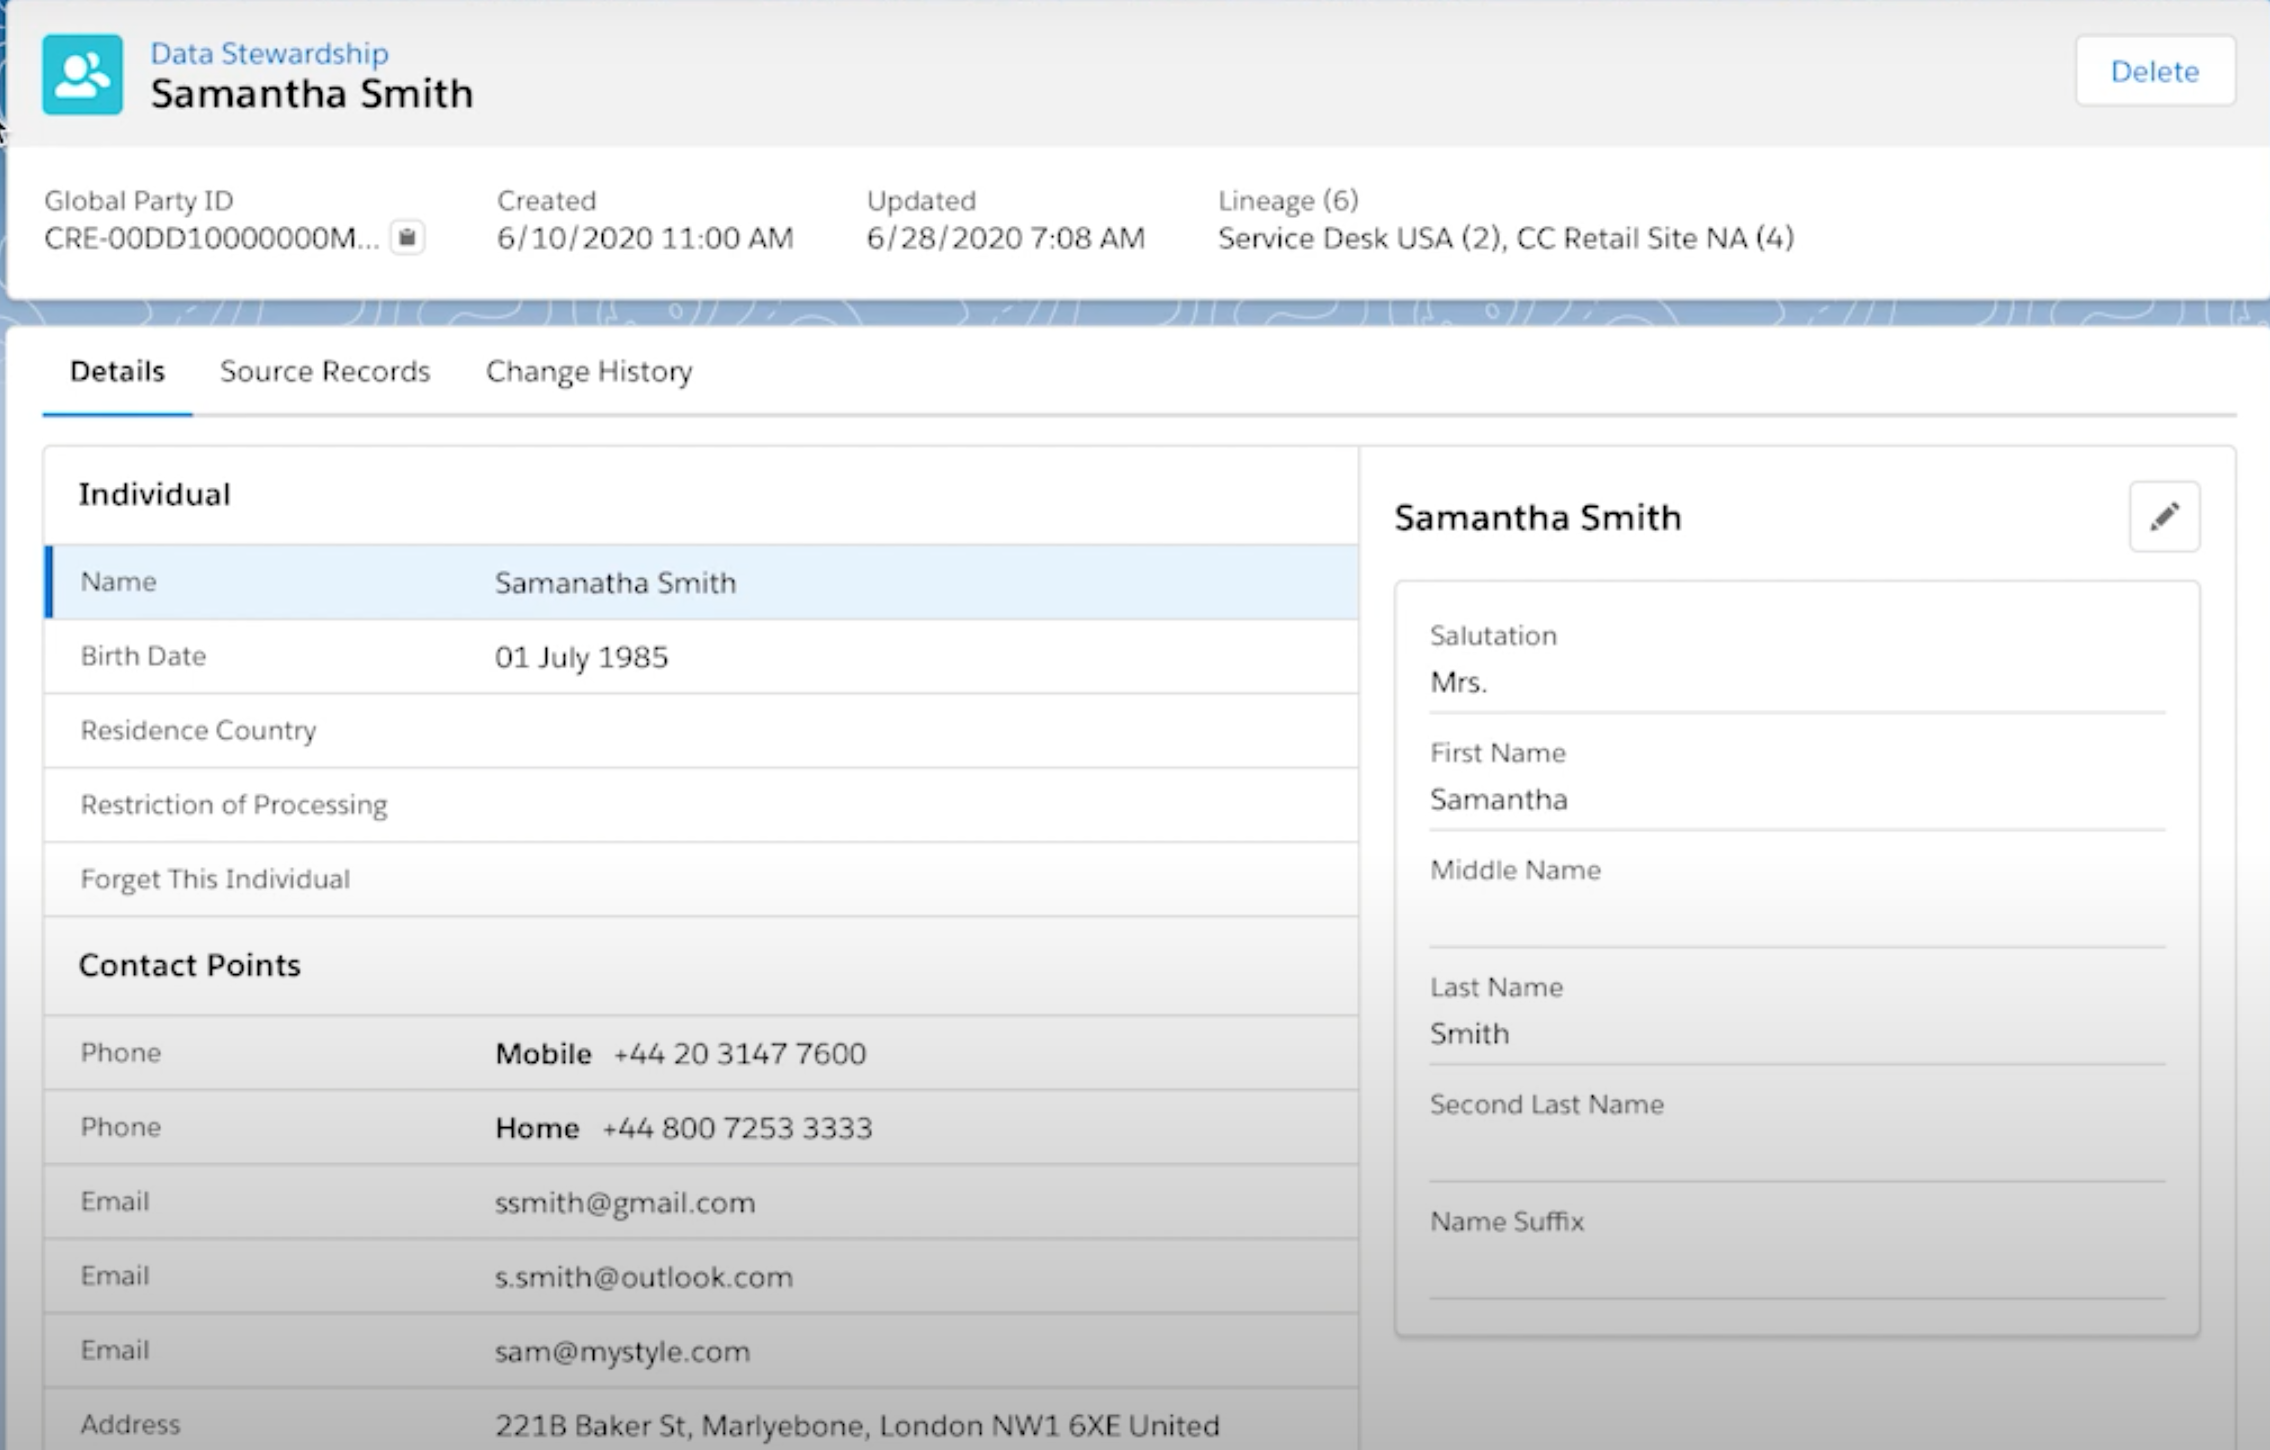 Data Stewardship
Samantha Smith
Delete
Global Party ID
CRE-00DD10000000M...
Created
6/10/2020 11:00 AM
Updated
6/28/2020 7:08 AM
Lineage (6)
Service Desk USA (2), CC Retail Site NA (4)
Details
Source Records
Change History
Individual
Name
Samanatha Smith
Birth Date
01 July 1985
Residence Country
Restriction of Processing
Forget This Individual
Contact Points
Phone
Mobile +44 20 3147 7600
Phone
Home +44 800 7253 3333
Email
ssmith@gmail.com
Email
s.smith@outlook.com
Email
sam@mystyle.com
Address
221B Baker St, Marlyebone, London NW1 6XE United
Samantha Smith
Salutation
Mrs.
First Name
Samantha
Middle Name
Last Name
Smith
Second Last Name
Name Suffix